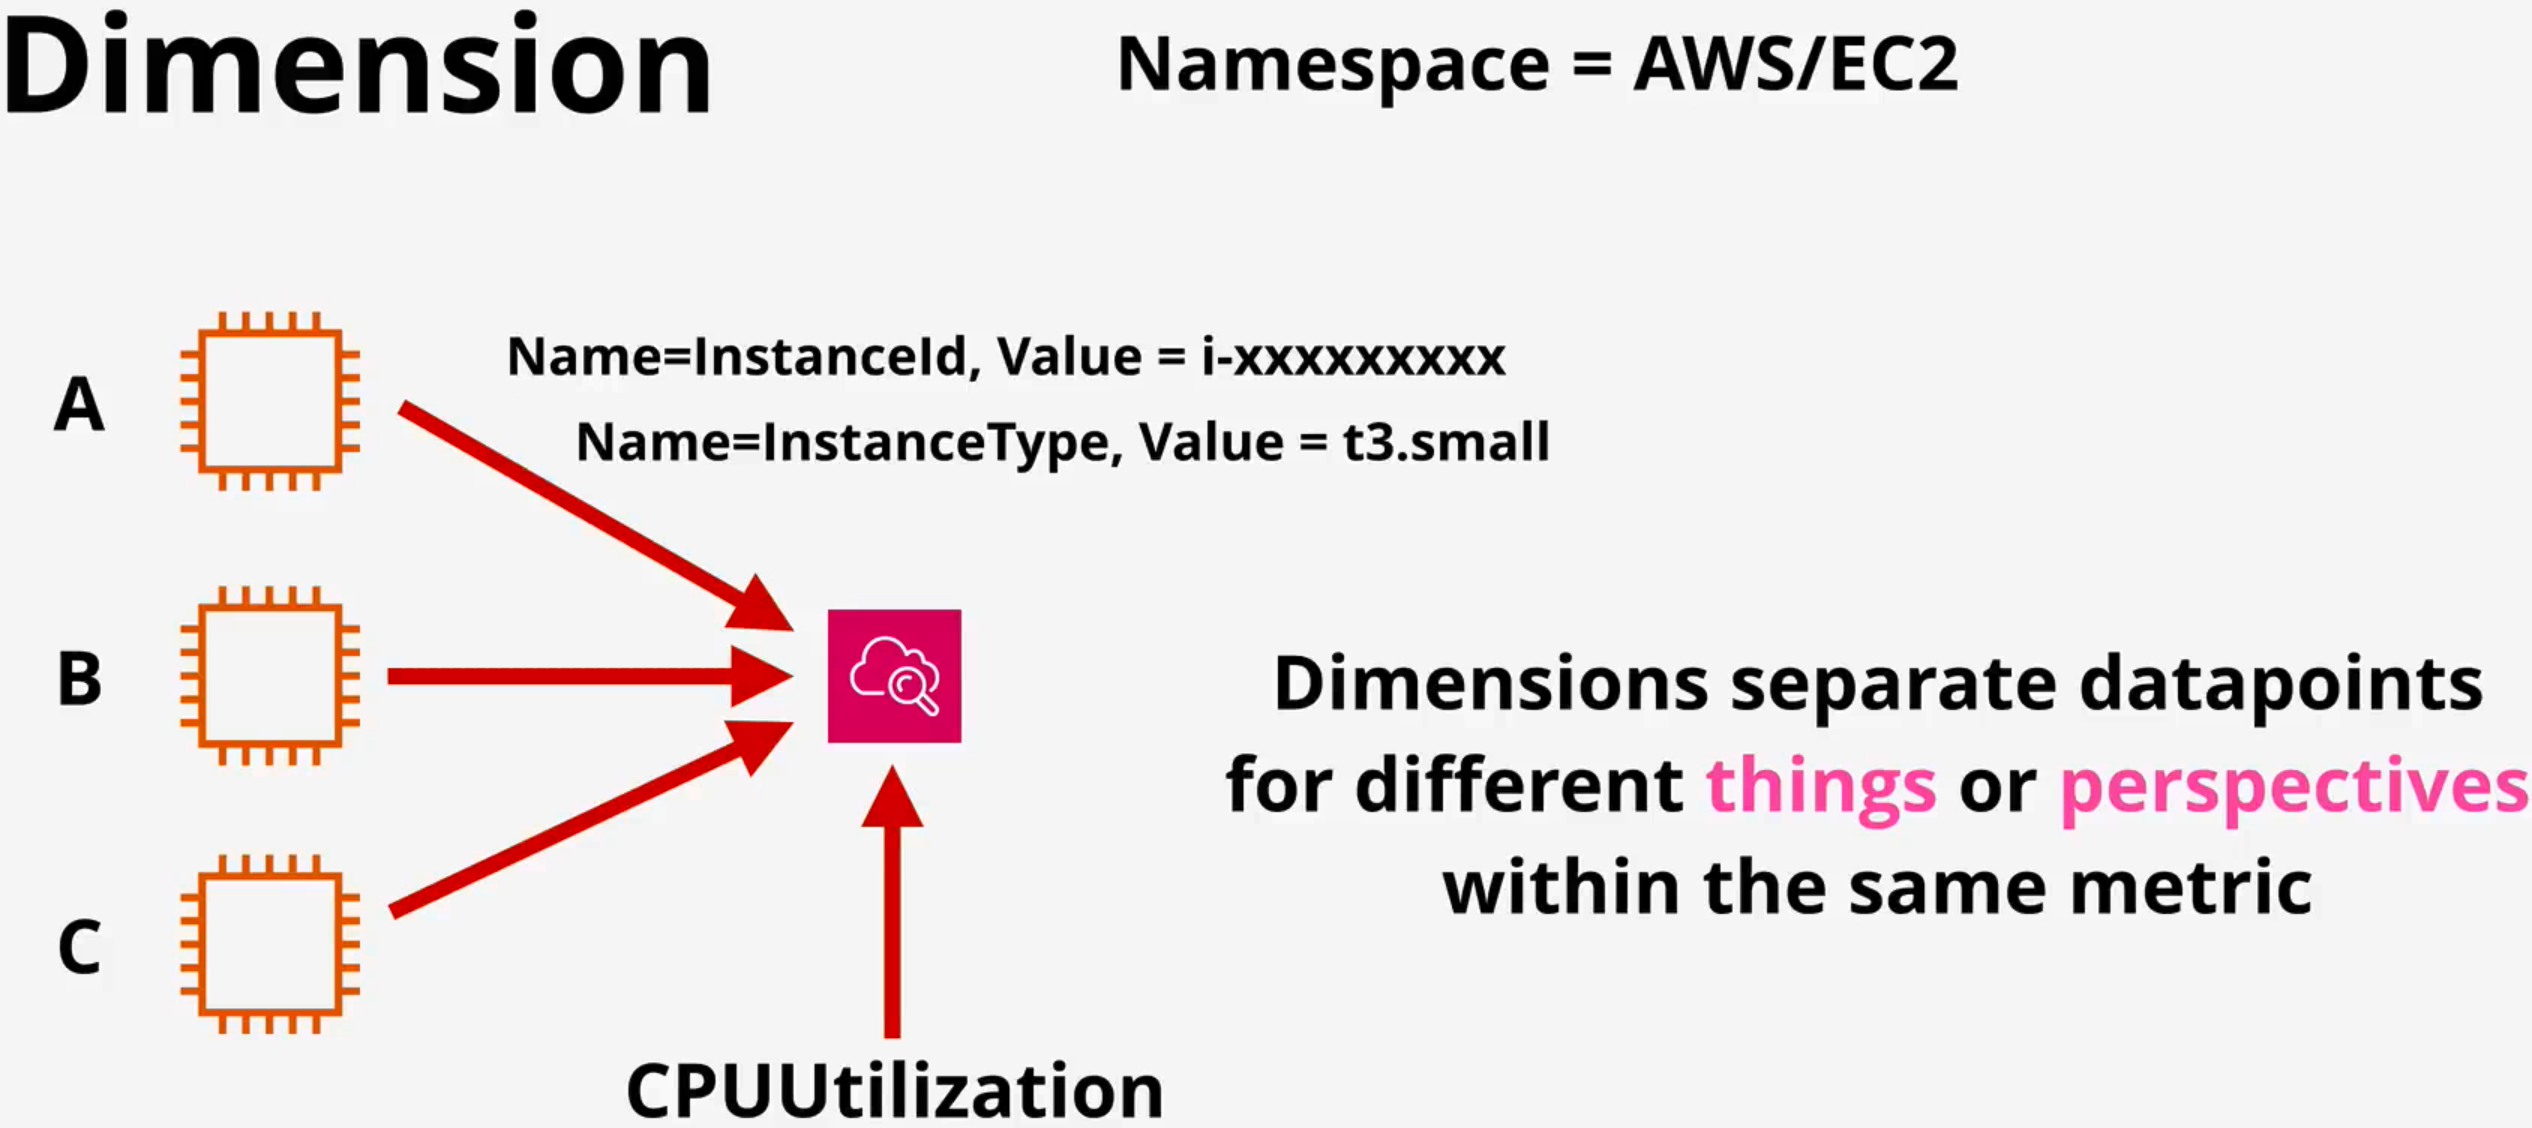 Dimension
Namespace = AWS/EC2
Name=InstanceId, Value = i-xxxxxxxxx
A
Name=InstanceType, Value = t3.small
B
Dimensions separate datapoints
for different things or perspectives
within the same metric
C
CPUUtilization